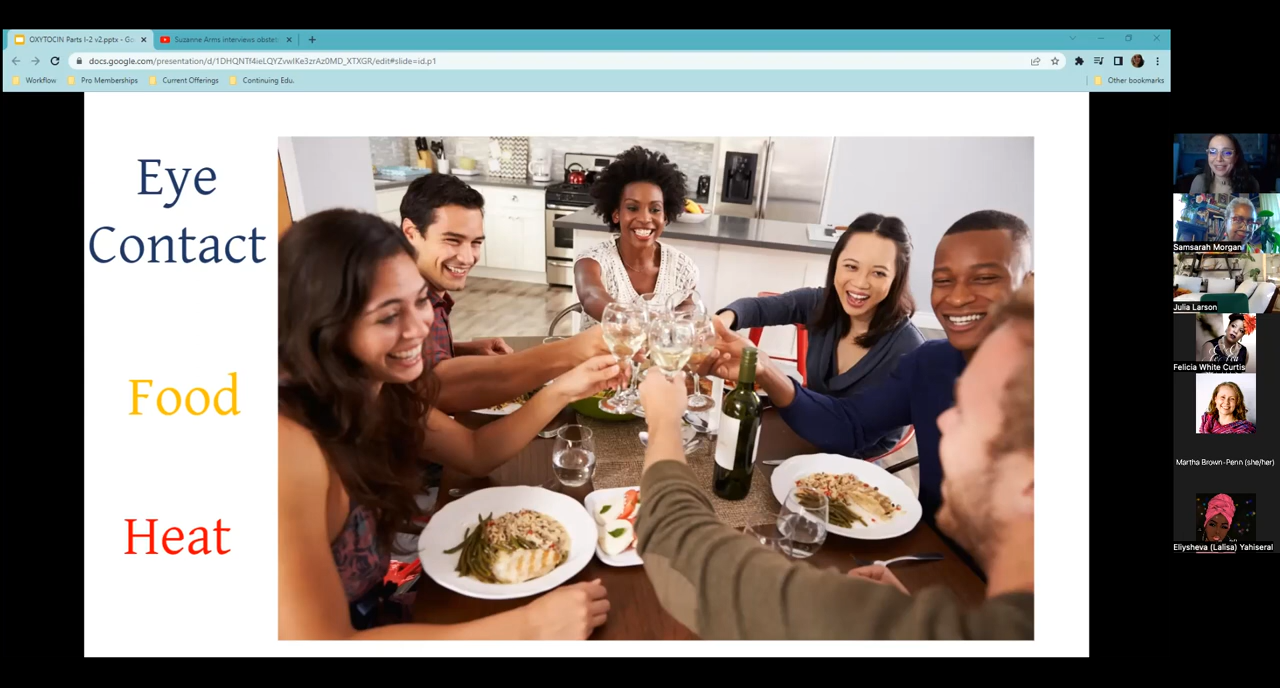 OXYTOCIN Parts I-2 v2.pptx - Go
Suzanne Arms interviews obste
docs.google.com/presentation/d/1DHQNTf4ieLQYZvwIKe3zrAz0MD_XTXGR/edit#slide=id.p1
Workflow
Pro Memberships
Current Offerings
Continuing Edu.
Other bookmarks
Eye
Contact
Food
Heat
Samsarah Morgan
Julia Larson
Felicia White Curtis
Martha Brown-Penn (she/her)
Eliysheva (Lalisa) Yahiseral